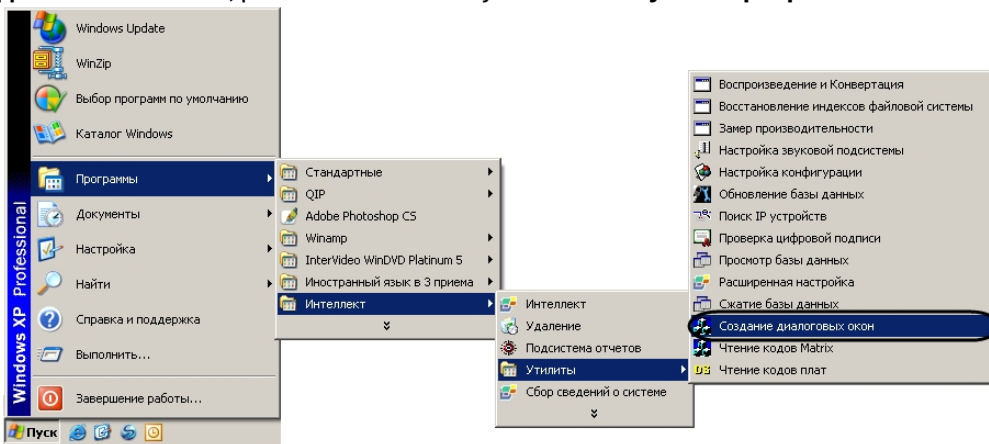 Windows Update
WinZip
Выбор программ по умолчанию
Каталог Windows
Программы
Документы
Настройка
Найти
Справка и поддержка
Выполнить...
Завершение работы...
Windows XP Professional
Пуск
Стандартные
QIP
Adobe Photoshop CS
Winamp
InterVideo WinDVD Platinum 5
Иностранный язык в 3 приема
Интеллект
Интеллект
Удаление
Подсистема отчетов
Утилиты
Сбор сведений о системе
Воспроизведение и Конвертация
Восстановление индексов файловой системы
Замер производительности
Настройка звуковой подсистемы
Настройка конфигурации
Обновление базы данных
Поиск IP устройств
Проверка цифровой подписи
Просмотр базы данных
Расширенная настройка
Сжатие базы данных
Создание диалоговых окон
Чтение кодов Matrix
DS Чтение кодов плат